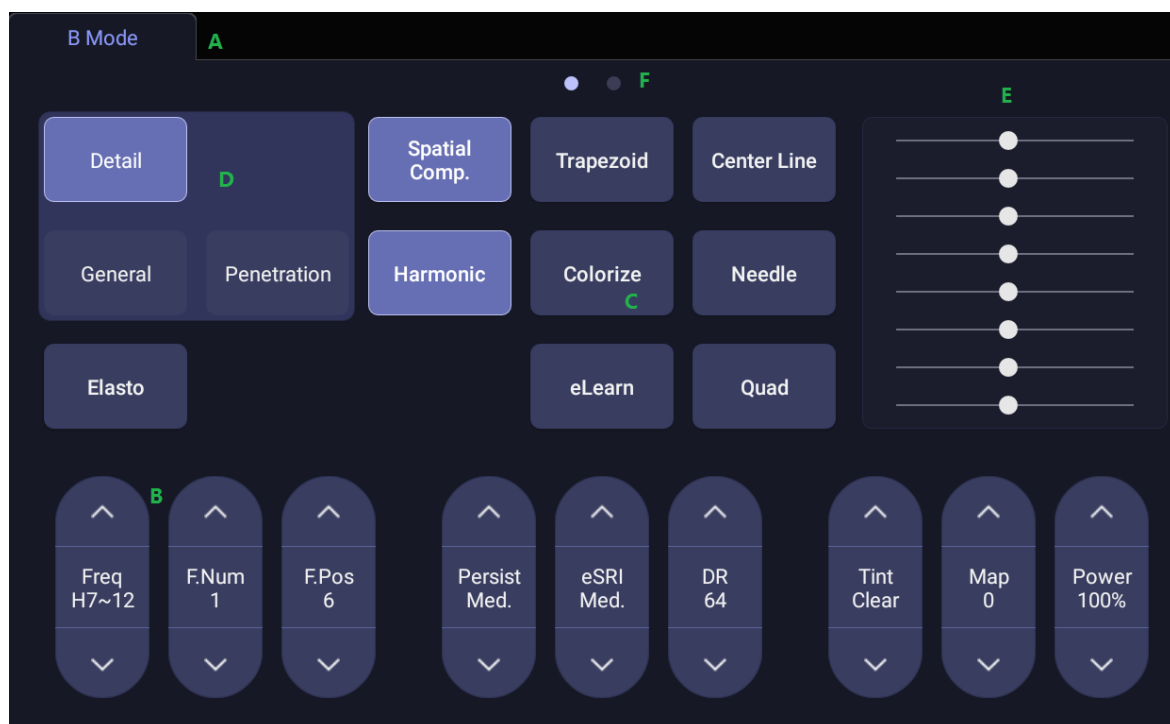 B Mode
A
F
E
Detail
D
Spatial
Comp.
Trapezoid
Center Line
General
Penetration
Harmonic
Colorize
C
Needle
Elasto
eLearn
Quad
B
Freq
H7~12
F.Num
1
F.Pos
6
Persist
Med.
eSRI
Med.
DR
64
Tint
Clear
Map
0
Power
100%